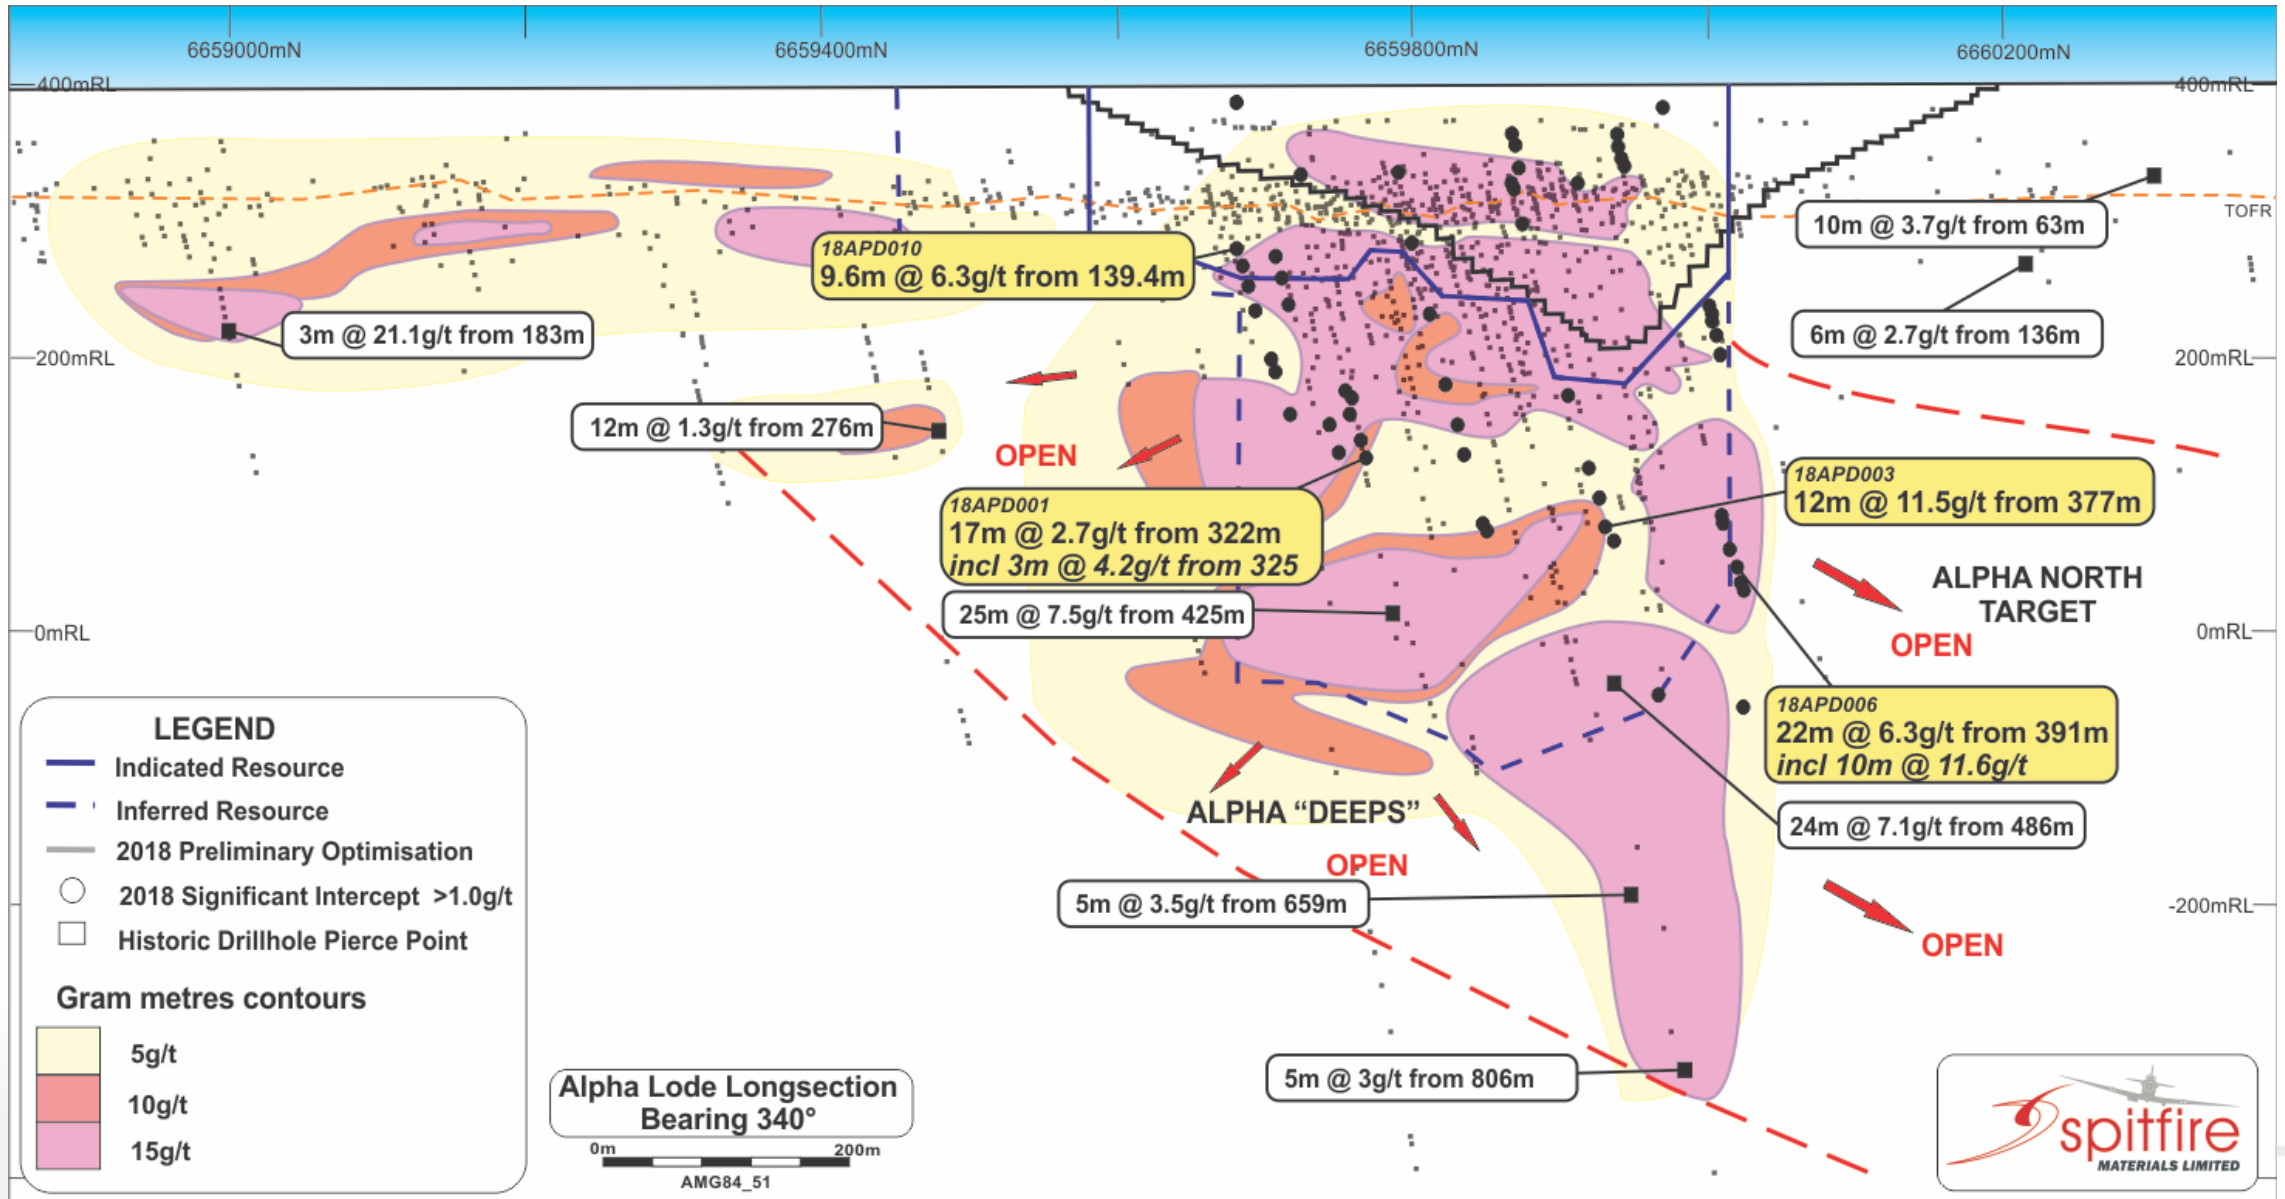 6659000mN
6659400mN
6659800mN
6660200mN
400mRL
400mRL
TOFR
10m @ 3.7g/t from 63m
18APD010
9.6m @ 6.3g/t from 139.4m
6m @ 2.7g/t from 136m
3m @ 21.1g/t from 183m
200mRL
200mRL
12m @ 1.3g/t from 276m
OPEN
18APD003
12m @ 11.5g/t from 377m
18APD001
17m @ 2.7g/t from 322m
incl 3m @ 4.2g/t from 325
ALPHA NORTH
TARGET
25m @ 7.5g/t from 425m
OPEN
0mRL
0mRL
18APD006
22m @ 6.3g/t from 391m
incl 10m @ 11.6g/t
ALPHA “DEEPS”
24m @ 7.1g/t from 486m
OPEN
5m @ 3.5g/t from 659m
-200mRL
OPEN
5m @ 3g/t from 806m
LEGEND
Indicated Resource
Inferred Resource
2018 Preliminary Optimisation
2018 Significant Intercept >1.0g/t
Historic Drillhole Pierce Point
Gram metres contours
5g/t
10g/t
15g/t
Alpha Lode Longsection
Bearing 340°
0m
200m
AMG84_51
spitfire
MATERIALS LIMITED